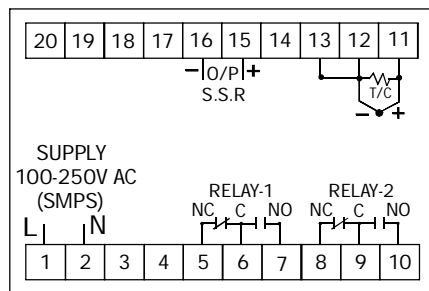 20 19 18 17 16 15 14 13 12 11
− O/P +
S.S.R
T/C
− +
SUPPLY
100-250V AC
(SMPS)
L N
RELAY-1
NC C NO
RELAY-2
NC C NO
1 2 3 4 5 6 7 8 9 10